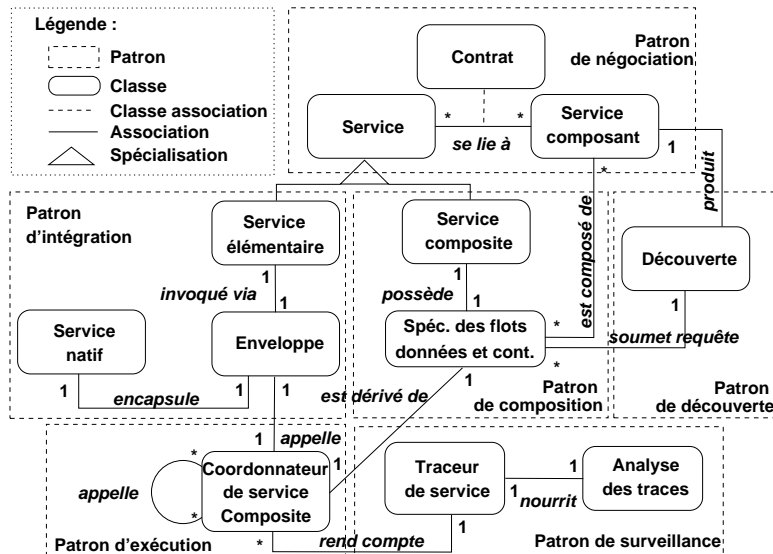 Légende :
Patron
Classe
Classe association
Association
Spécialisation
Patron
de négociation
Contrat
Service
*
*
se lie à
Service
composant
1
*
produit
est composé de
Patron
d'intégration
Service
élémentaire
1
invoqué via
1
Service
natif
1
encapsule
Enveloppe
1
1
Service
composite
1
possède
1
Spéc. des flots
données et cont.
*
*
1
Découverte
1
soumet requête
Patron
de composition
Patron
de découverte
est dérivé de
1
appelle
1
*
appelle
*
Coordonnateur
de service
Composite
*
Patron d'exécution
rend compte
Traceur
de service
1
1
nourrit
1
Analyse
des traces
Patron de surveillance